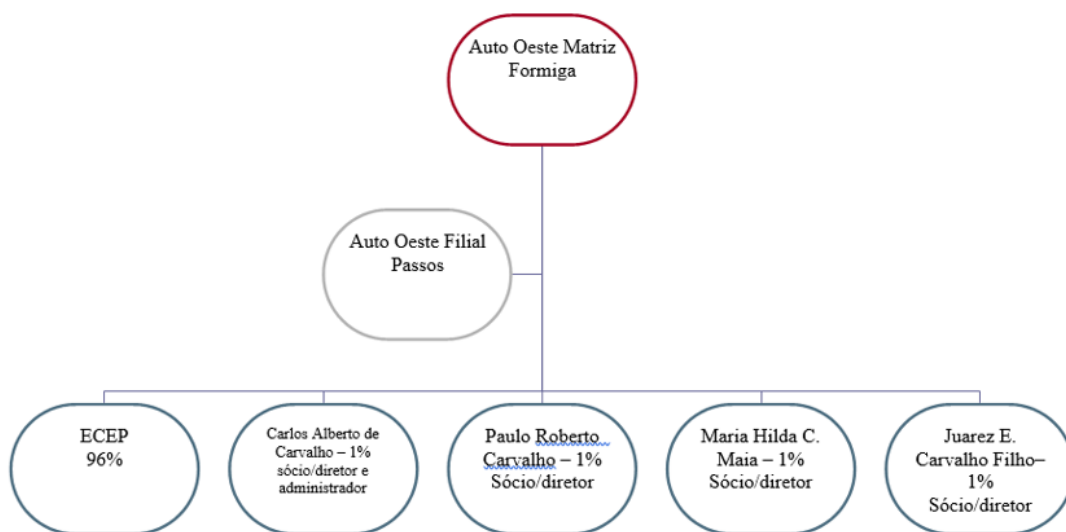 Auto Oeste Matriz
Formiga
Auto Oeste Filial
Passos
ECEP
96%
Carlos Alberto de
Carvalho – 1%
sócio/diretor e
administrador
Paulo Roberto
Carvalho – 1%
Sócio/diretor
Maria Hilda C.
Maia – 1%
Sócio/diretor
Juarez E.
Carvalho Filho–
1%
Sócio/diretor